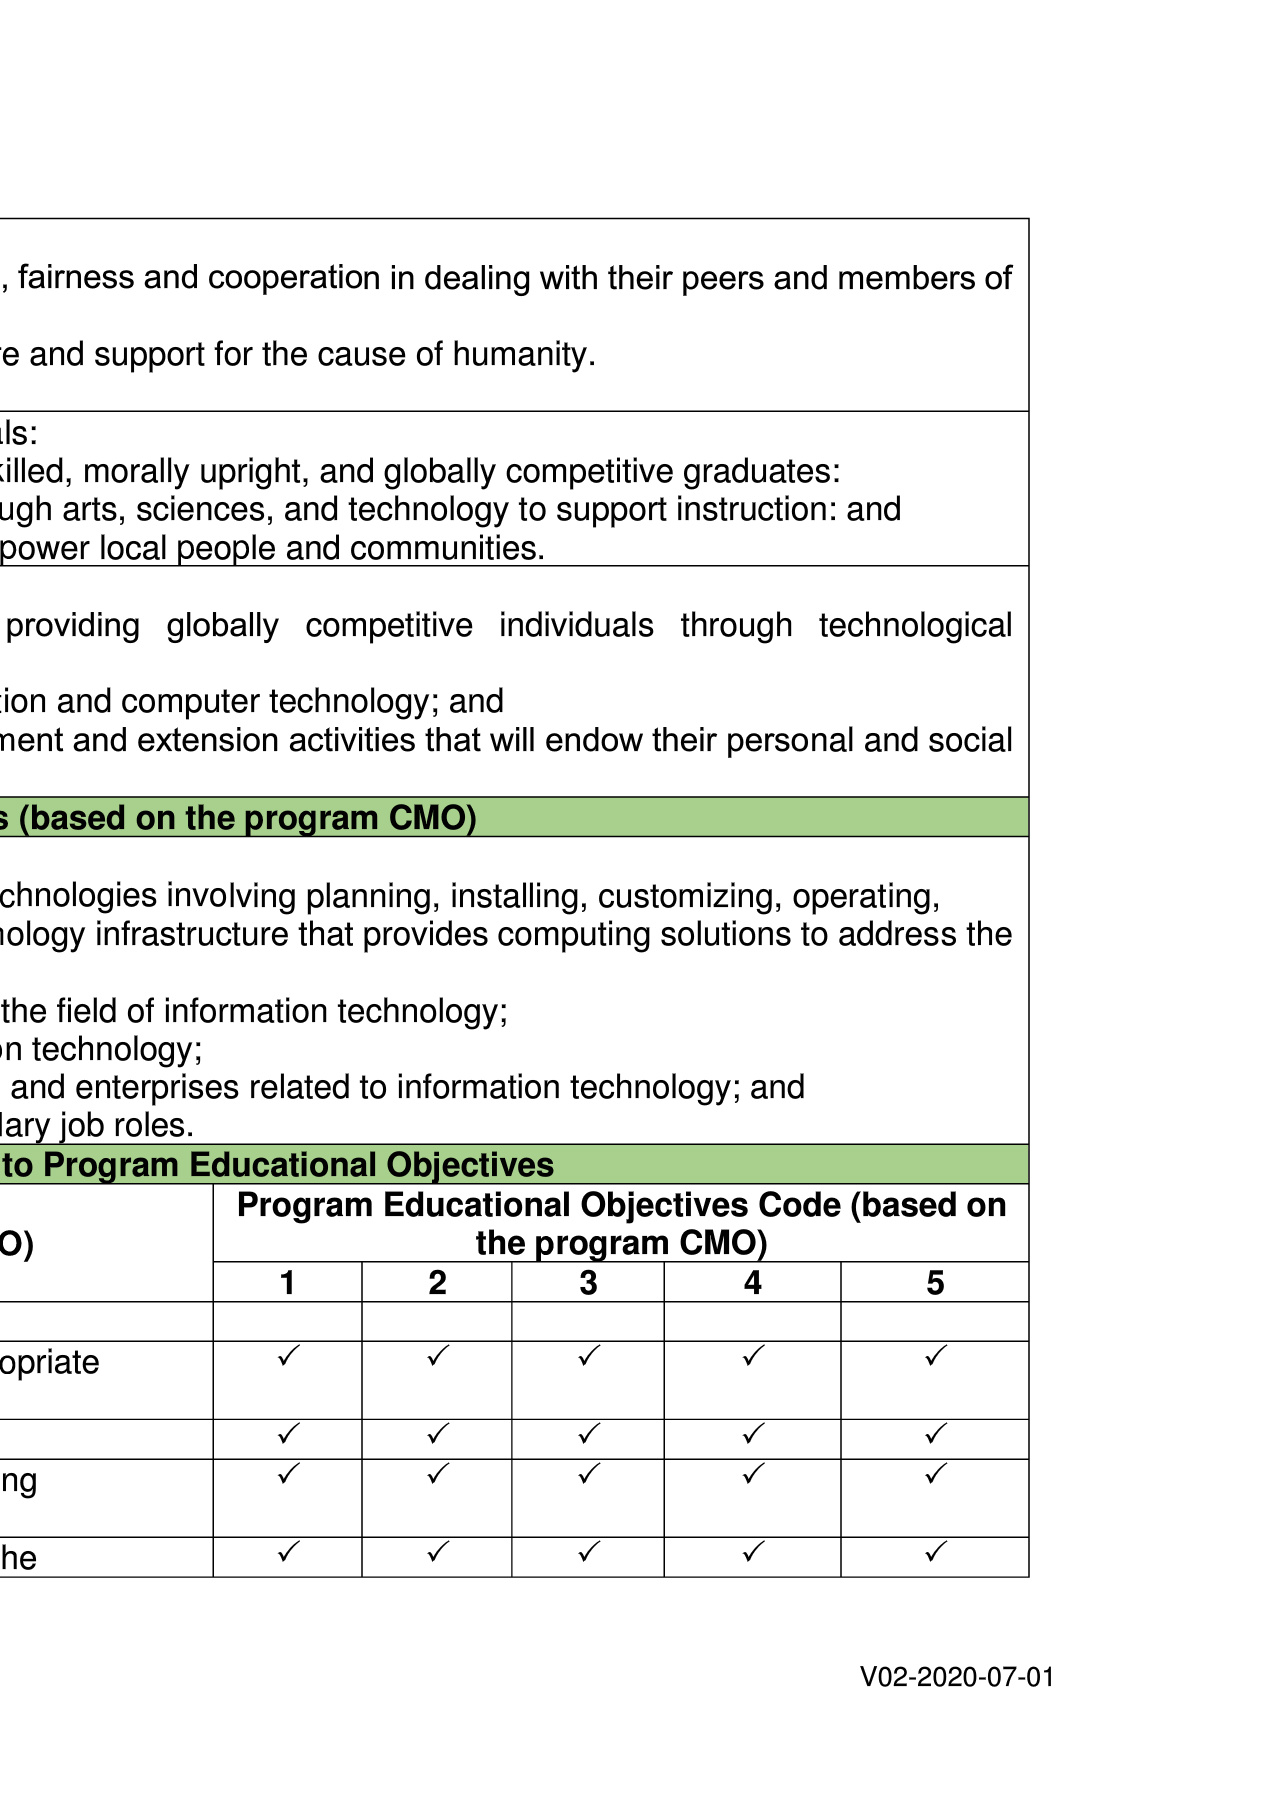 , fairness and cooperation in dealing with their peers and members of
re and support for the cause of humanity.
als:
killed, morally upright, and globally competitive graduates:
ugh arts, sciences, and technology to support instruction: and
power local people and communities.
providing globally competitive individuals through technological
tion and computer technology; and
ment and extension activities that will endow their personal and social
s (based on the program CMO)
chnologies involving planning, installing, customizing, operating,
nology infrastructure that provides computing solutions to address the
the field of information technology;
on technology;
and enterprises related to information technology; and
dary job roles.
to Program Educational Objectives
Program Educational Objectives Code (based on
the program CMO)
O)
1 2 3 4 5
opriate ✓ ✓ ✓ ✓ ✓
✓ ✓ ✓ ✓ ✓
ng ✓ ✓ ✓ ✓ ✓
he ✓ ✓ ✓ ✓ ✓
V02-2020-07-01